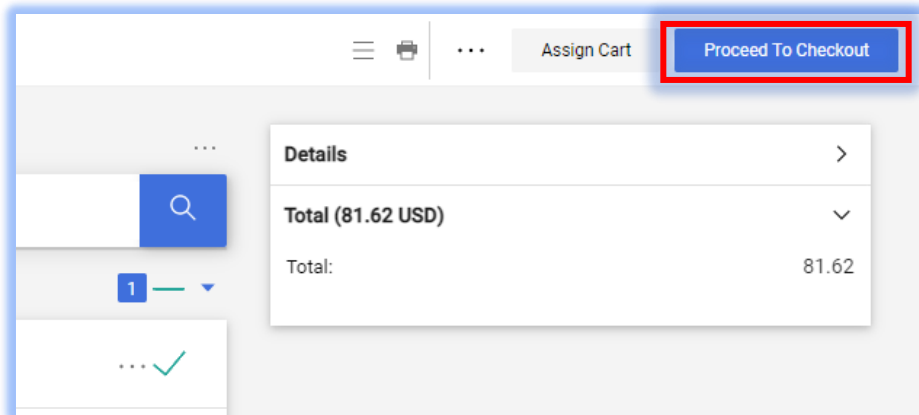 Assign Cart
Proceed To Checkout
Details
Total (81.62 USD)
Total:
81.62
1